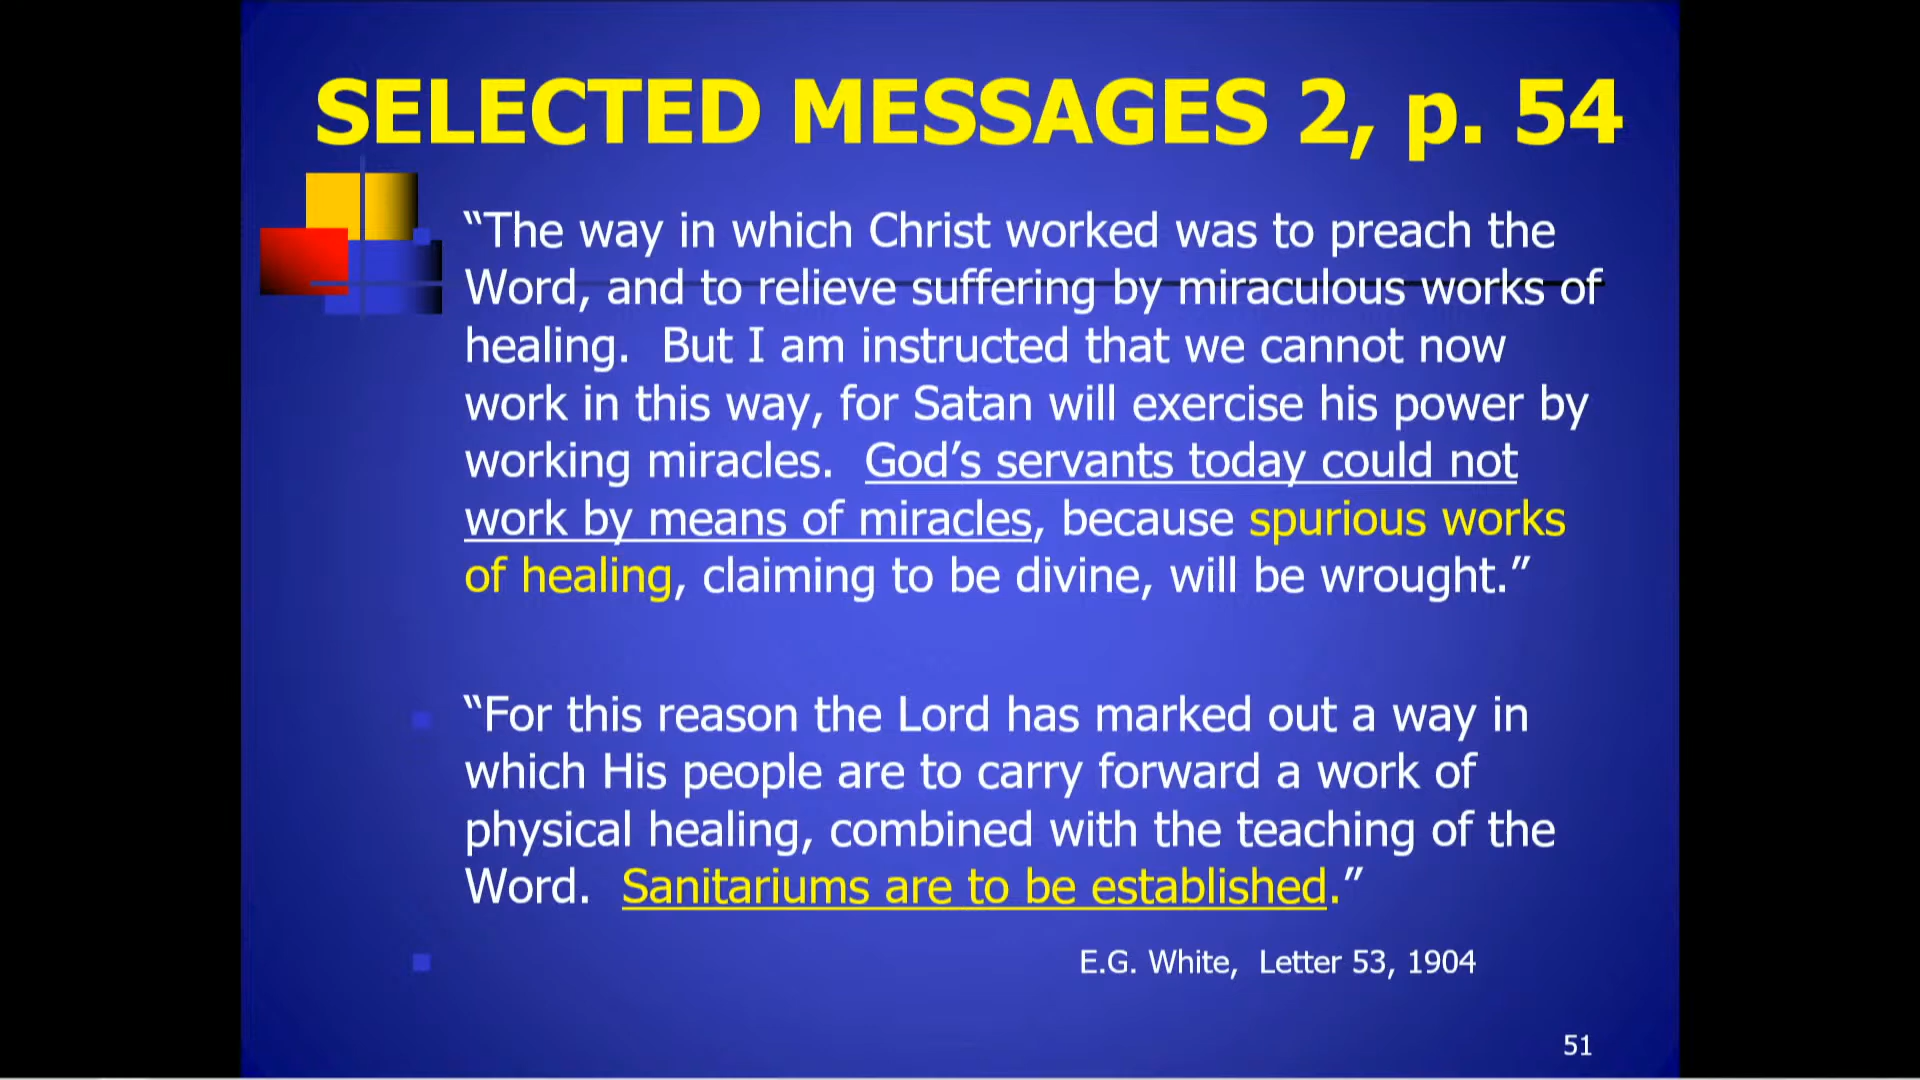 SELECTED MESSAGES 2, p. 54
“The way in which Christ worked was to preach the
Word, and to relieve suffering by miraculous works of
healing.  But I am instructed that we cannot now
work in this way, for Satan will exercise his power by
working miracles.  God’s servants today could not
work by means of miracles, because spurious works
of healing, claiming to be divine, will be wrought.”
“For this reason the Lord has marked out a way in
which His people are to carry forward a work of
physical healing, combined with the teaching of the
Word.  Sanitariums are to be established.”
E.G. White,  Letter 53, 1904
51